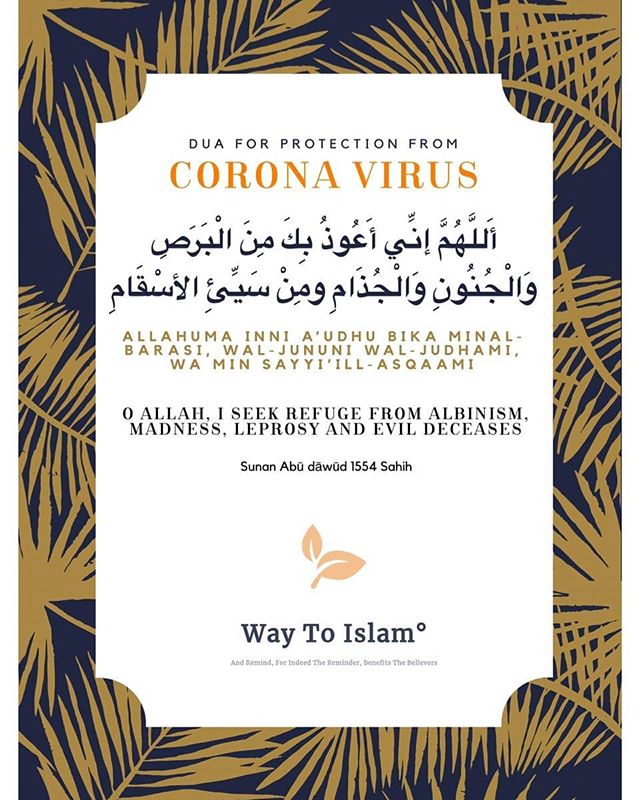 DUA FOR PROTECTION FROM
CORONA VIRUS
أَللَّهُمَّ إِنِّي أَعُوذُ بِكَ مِنَ الْبَرَصِ
وَالْجُنُونِ وَالْجُذَامِ ومِنْ سَيِّئِ الأَسْقَامِ
ALLAHUMA INNI A'UDHU BIKA MINAL-
BARASI, WAL-JUNUNI WAL-JUDHAMI,
WA MIN SAYYI'ILL-ASQAAMI
O ALLAH, I SEEK REFUGE FROM ALBINISM,
MADNESS, LEPROSY AND EVIL DECEASES
Sunan Abū dāwūd 1554 Sahih
Way To Islam°
And Remind, For Indeed The Reminder, Benefits The Believers